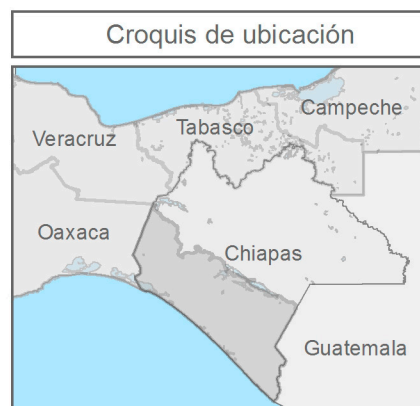 Croquis de ubicación
Campeche
Tabasco
Veracruz
Oaxaca
Chiapas
Guatemala